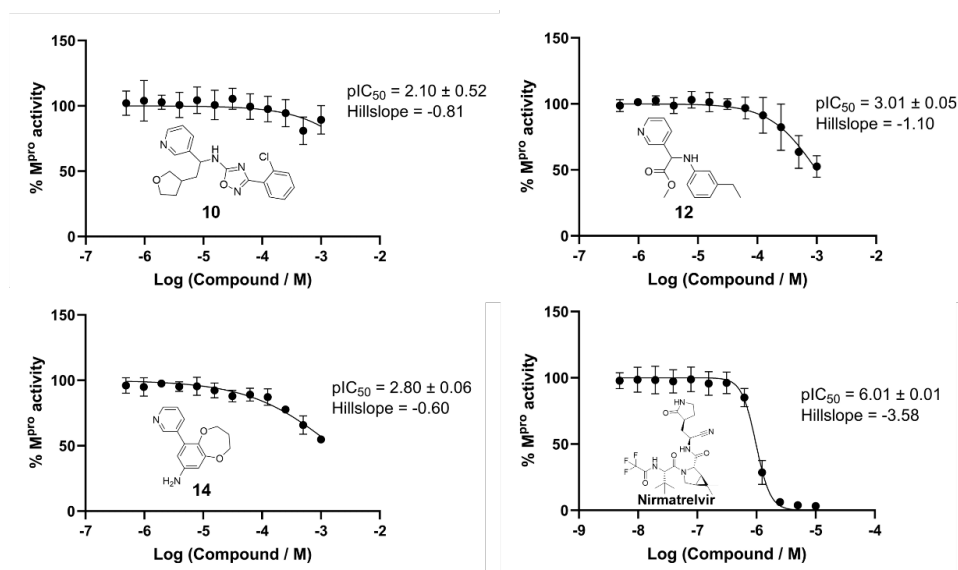 150
100
50
0
% Mpro activity
pIC50 = 2.10 ± 0.52
Hillslope = -0.81
N
H
N
N
O
N
Cl
O
10
-7
-6
-5
-4
-3
-2
Log (Compound / M)
150
100
50
0
% Mpro activity
pIC50 = 3.01 ± 0.05
Hillslope = -1.10
N
NH
O
O
12
-7
-6
-5
-4
-3
-2
Log (Compound / M)
150
100
50
0
% Mpro activity
pIC50 = 2.80 ± 0.06
Hillslope = -0.60
N
O
O
H2N
14
-7
-6
-5
-4
-3
-2
Log (Compound / M)
150
100
50
0
% Mpro activity
pIC50 = 6.01 ± 0.01
Hillslope = -3.58
HN
O
N
NH
O
F
F
F
H
N
O
O
N
Nirmatrelvir
-9
-8
-7
-6
-5
-4
Log (Compound / M)